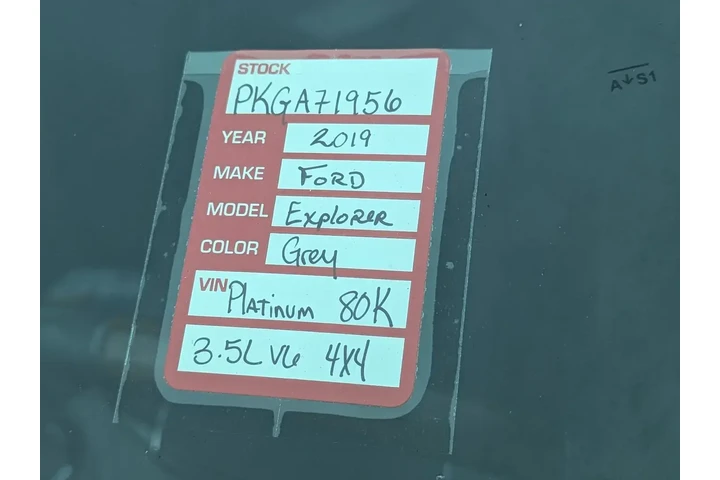 STOCK
PKGA71956
YEAR 2019
MAKE FORD
MODEL Explorer
COLOR Grey
VIN Platinum 80K
3.5L V6 4X4
A↓S1